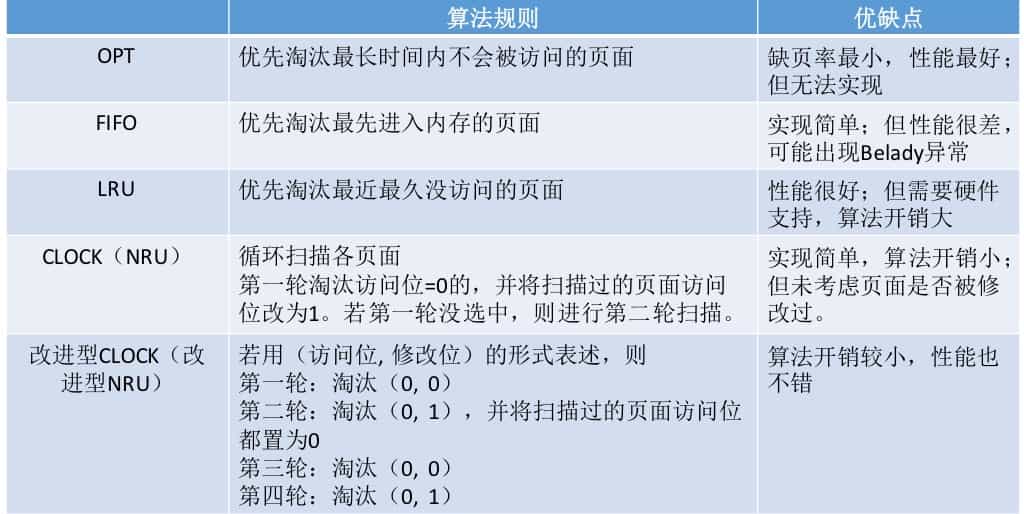 算法规则 优缺点
OPT 优先淘汰最长时间内不会被访问的页面 缺页率最小，性能最好；
但无法实现
FIFO 优先淘汰最先进入内存的页面 实现简单；但性能很差，
可能出现Belady异常
LRU 优先淘汰最近最久没访问的页面 性能很好；但需要硬件
支持，算法开销大
CLOCK（NRU） 循环扫描各页面
第一轮淘汰访问位=0的，并将扫描过的页面访问
位改为1。若第一轮没选中，则进行第二轮扫描。
实现简单，算法开销小；
但未考虑页面是否被修
改过。
改进型CLOCK（改
进型NRU）
若用（访问位, 修改位）的形式表述，则
第一轮：淘汰（0, 0）
第二轮：淘汰（0, 1），并将扫描过的页面访问位
都置为0
第三轮：淘汰（0, 0）
第四轮：淘汰（0, 1）
算法开销较小，性能也
不错